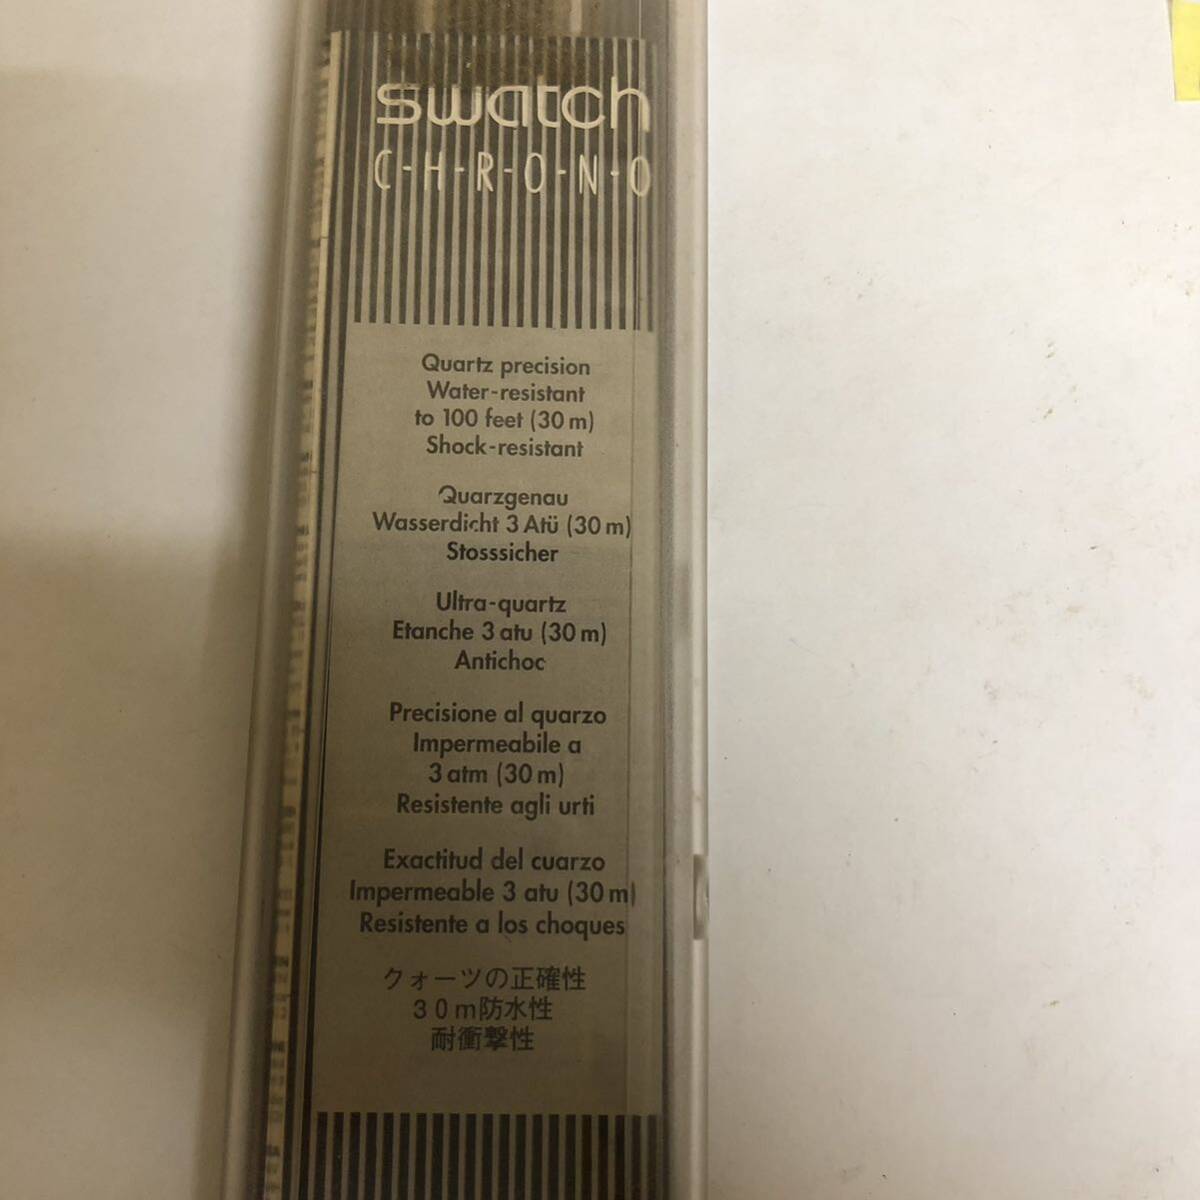 swatch
C-H-R-O-N-O
Quartz precision
Water-resistant
to 100 feet (30 m)
Shock-resistant
Quarzgenau
Wasserdicht 3 Atü (30 m)
Stosssicher
Ultra-quartz
Etanche 3 atu (30 m)
Antichoc
Precisione al quarzo
Impermeabile a
3 atm (30 m)
Resistente agli urti
Exactitud del cuarzo
Impermeable 3 atu (30 m)
Resistente a los choques
クォーツの正確性
３０ｍ防水性
耐衝撃性